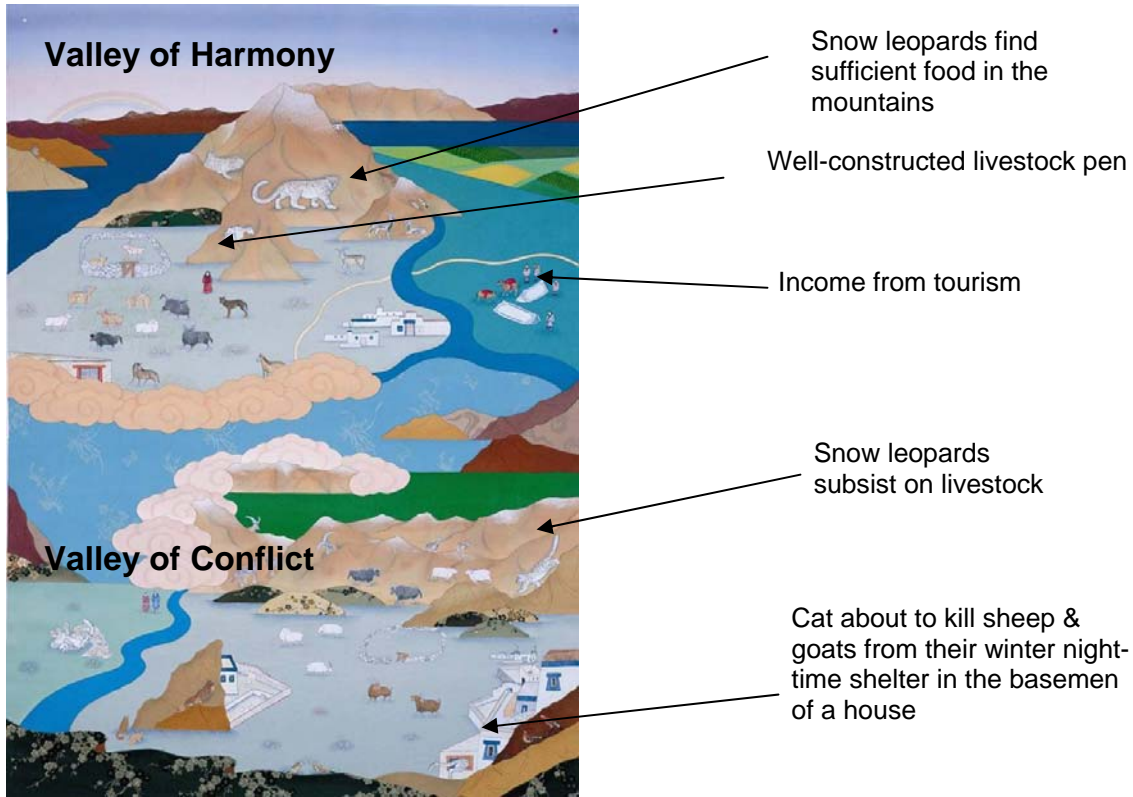 Valley of Harmony
Snow leopards find
sufficient food in the
mountains
Well-constructed livestock pen
Income from tourism
Snow leopards
subsist on livestock
Valley of Conflict
Cat about to kill sheep &
goats from their winter night-
time shelter in the basemen
of a house